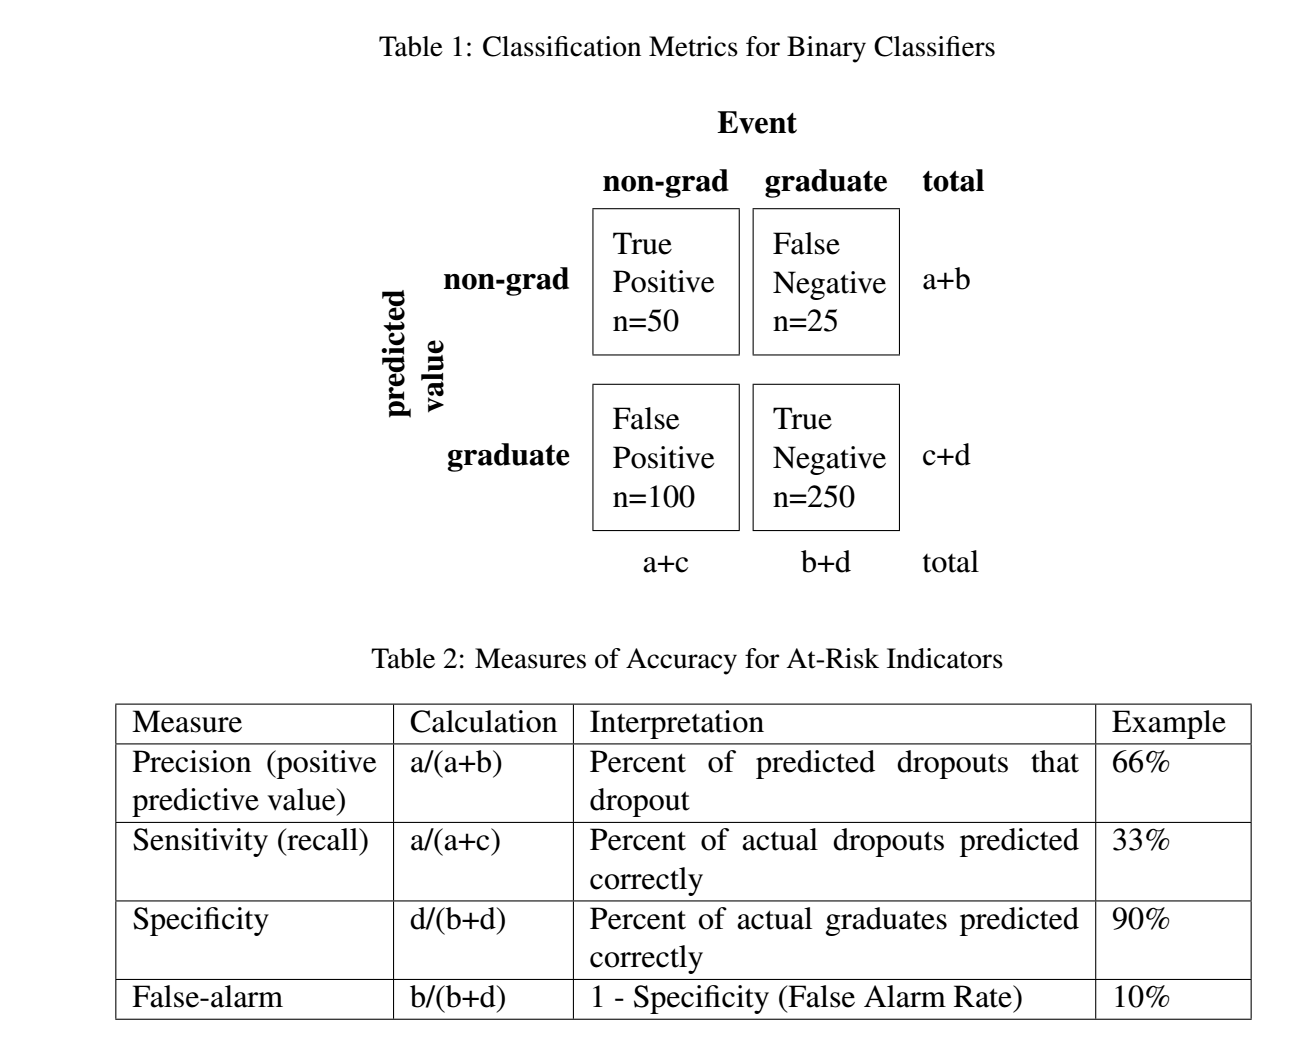 Table 1: Classification Metrics for Binary Classifiers
Event
non-grad graduate total
predicted
value
non-grad
True
Positive
n=50
False
Negative
n=25
a+b
graduate
False
Positive
n=100
True
Negative
n=250
c+d
a+c b+d total
Table 2: Measures of Accuracy for At-Risk Indicators
Measure Calculation Interpretation Example
Precision (positive predictive value) a/(a+b) Percent of predicted dropouts that dropout 66%
Sensitivity (recall) a/(a+c) Percent of actual dropouts predicted correctly 33%
Specificity d/(b+d) Percent of actual graduates predicted correctly 90%
False-alarm b/(b+d) 1 - Specificity (False Alarm Rate) 10%